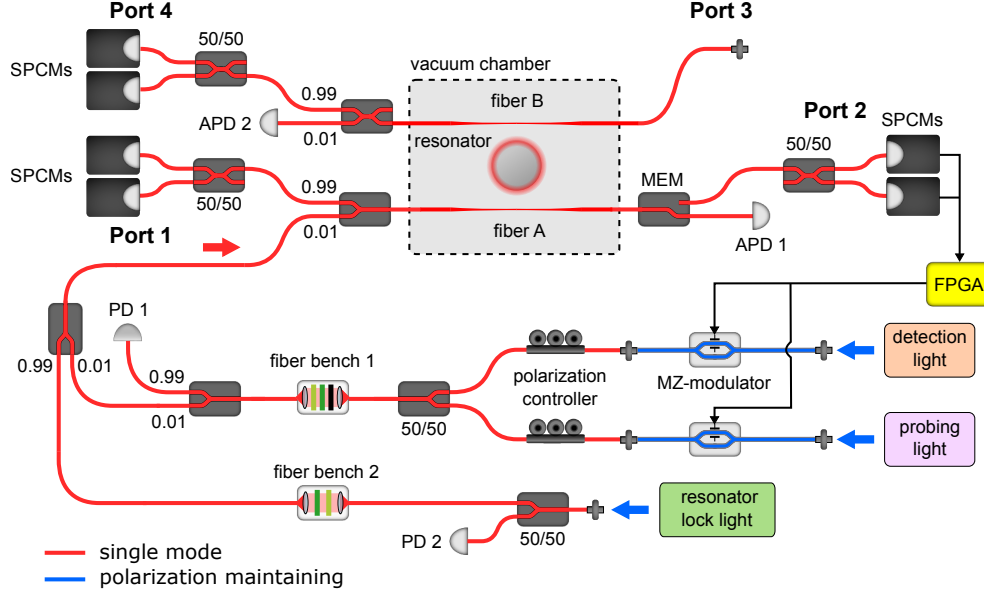 Port 4
Port 3
50/50
SPCMs
vacuum chamber
0.99
fiber B
APD 2
0.01
resonator
Port 2
SPCMs
50/50
SPCMs
0.99
MEM
50/50
0.01
fiber A
Port 1
APD 1
FPGA
PD 1
detection
light
0.99
0.01
fiber bench 1
polarization
controller
MZ-modulator
0.99
0.01
50/50
probing
light
fiber bench 2
resonator
lock light
PD 2
50/50
single mode
polarization maintaining